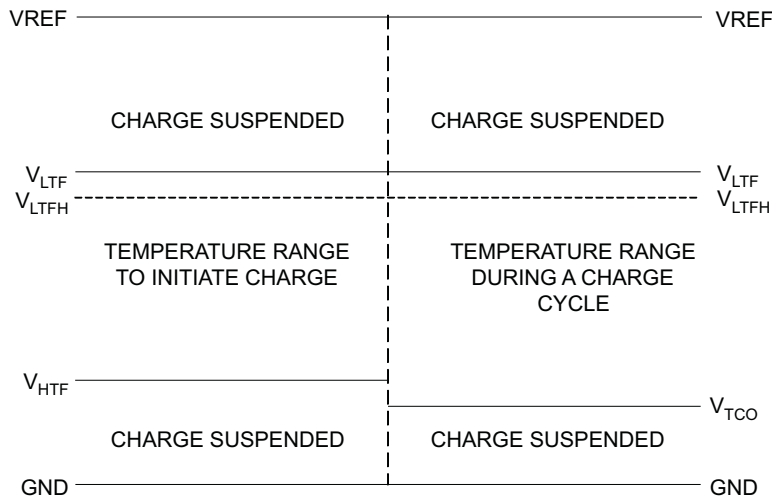 VREF
VREF
CHARGE SUSPENDED
CHARGE SUSPENDED
VLTF
VLTF
VLTFH
VLTFH
TEMPERATURE RANGE
TO INITIATE CHARGE
TEMPERATURE RANGE
DURING A CHARGE
CYCLE
VHTF
VTCO
CHARGE SUSPENDED
CHARGE SUSPENDED
GND
GND